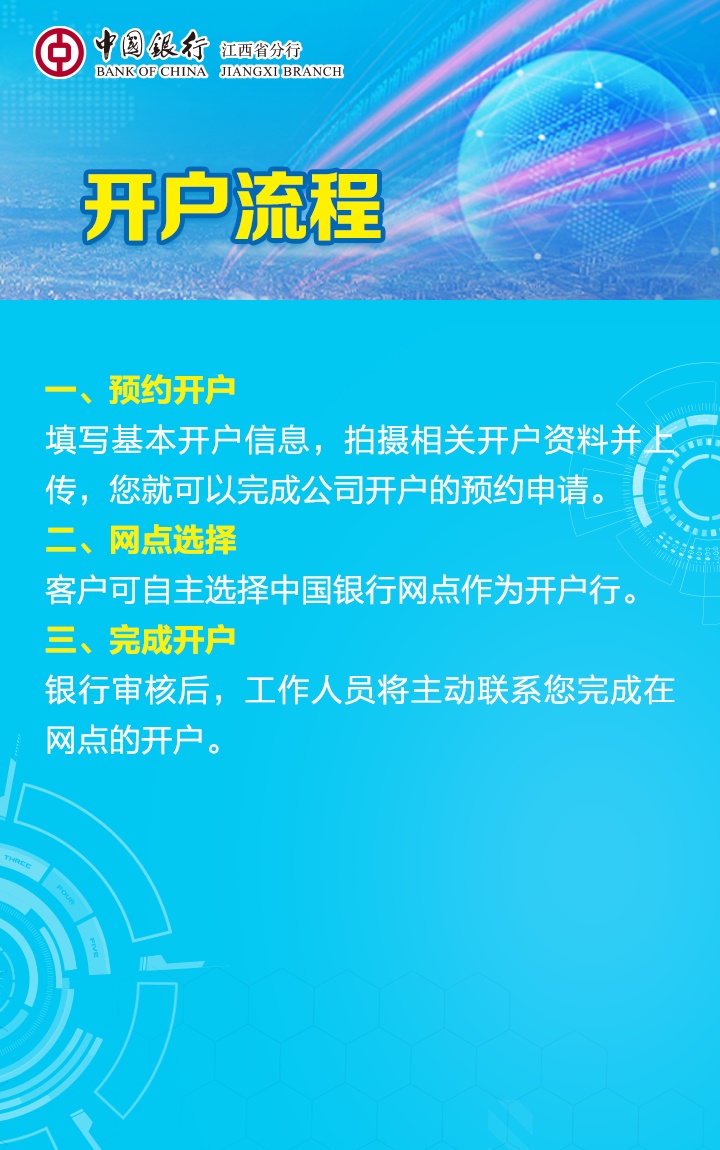 中国银行 江西省分行
BANK OF CHINA JIANGXI BRANCH
开户流程
一、预约开户
填写基本开户信息，拍摄相关开户资料并上
传，您就可以完成公司开户的预约申请。
二、网点选择
客户可自主选择中国银行网点作为开户行。
三、完成开户
银行审核后，工作人员将主动联系您完成在
网点的开户。
THREE
FOUR
FIVE